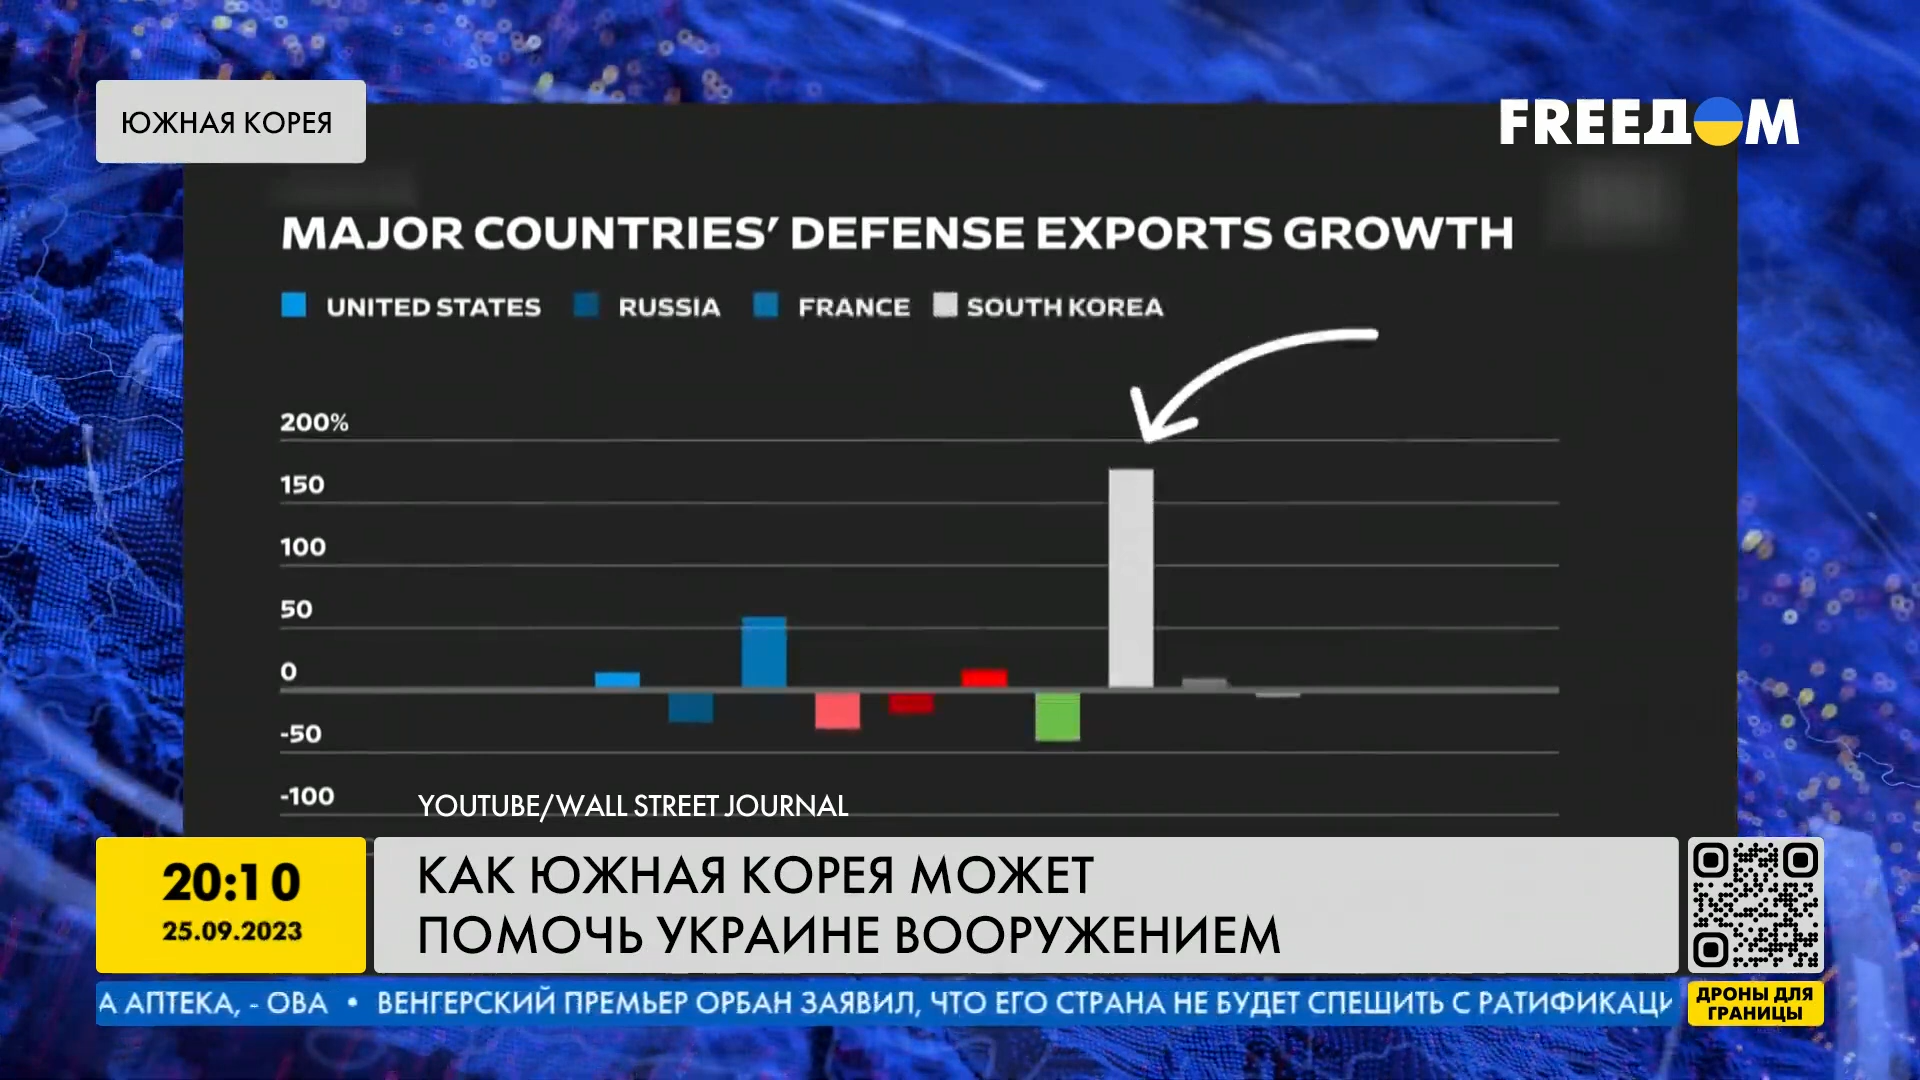 ЮЖНАЯ КОРЕЯ
FREEДOM
MAJOR COUNTRIES' DEFENSE EXPORTS GROWTH
UNITED STATES RUSSIA FRANCE SOUTH KOREA
200%
150
100
50
0
-50
-100
YOUTUBE/WALL STREET JOURNAL
20:10
25.09.2023
КАК ЮЖНАЯ КОРЕЯ МОЖЕТ
ПОМОЧЬ УКРАИНЕ ВООРУЖЕНИЕМ
А АПТЕКА, - ОВА • ВЕНГЕРСКИЙ ПРЕМЬЕР ОРБАН ЗАЯВИЛ, ЧТО ЕГО СТРАНА НЕ БУДЕТ СПЕШИТЬ С РАТИФИКАЦИ
ДРОНЫ ДЛЯ
ГРАНИЦЫ